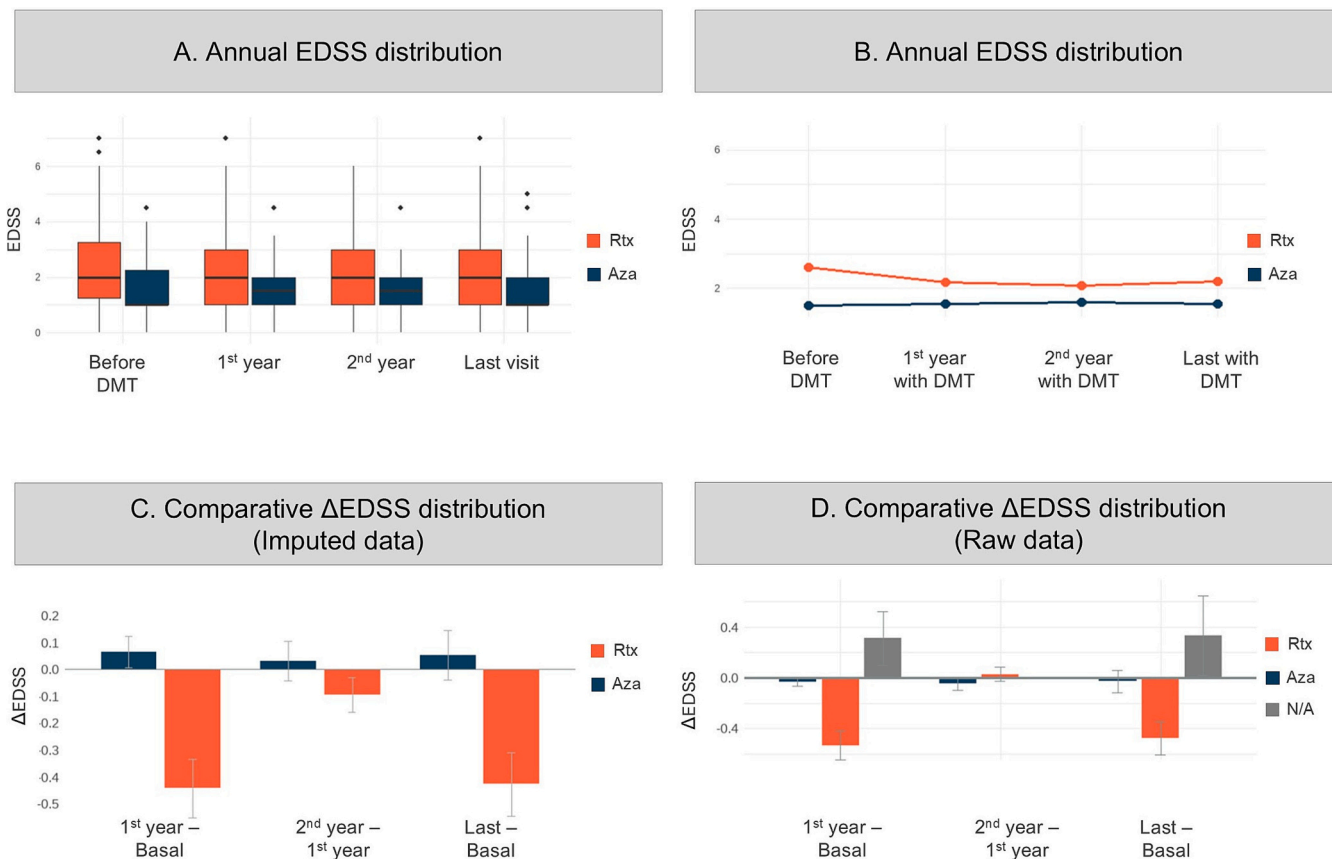 A. Annual EDSS distribution
EDSS
6
4
2
0
Before DMT
1st year
2nd year
Last visit
Rtx
Aza
B. Annual EDSS distribution
6
4
2
Before DMT
1st year with DMT
2nd year with DMT
Last with DMT
Rtx
Aza
C. Comparative ΔEDSS distribution
(Imputed data)
ΔEDSS
0.2
0.1
0.0
0.1
-0.2
-0.3
-0.4
-0.5
1st year – Basal
2nd year – 1st year
Last – Basal
Rtx
Aza
D. Comparative ΔEDSS distribution
(Raw data)
ΔEDSS
0.4
0.0
-0.4
1st year – Basal
2nd year – 1st year
Last – Basal
Rtx
Aza
N/A